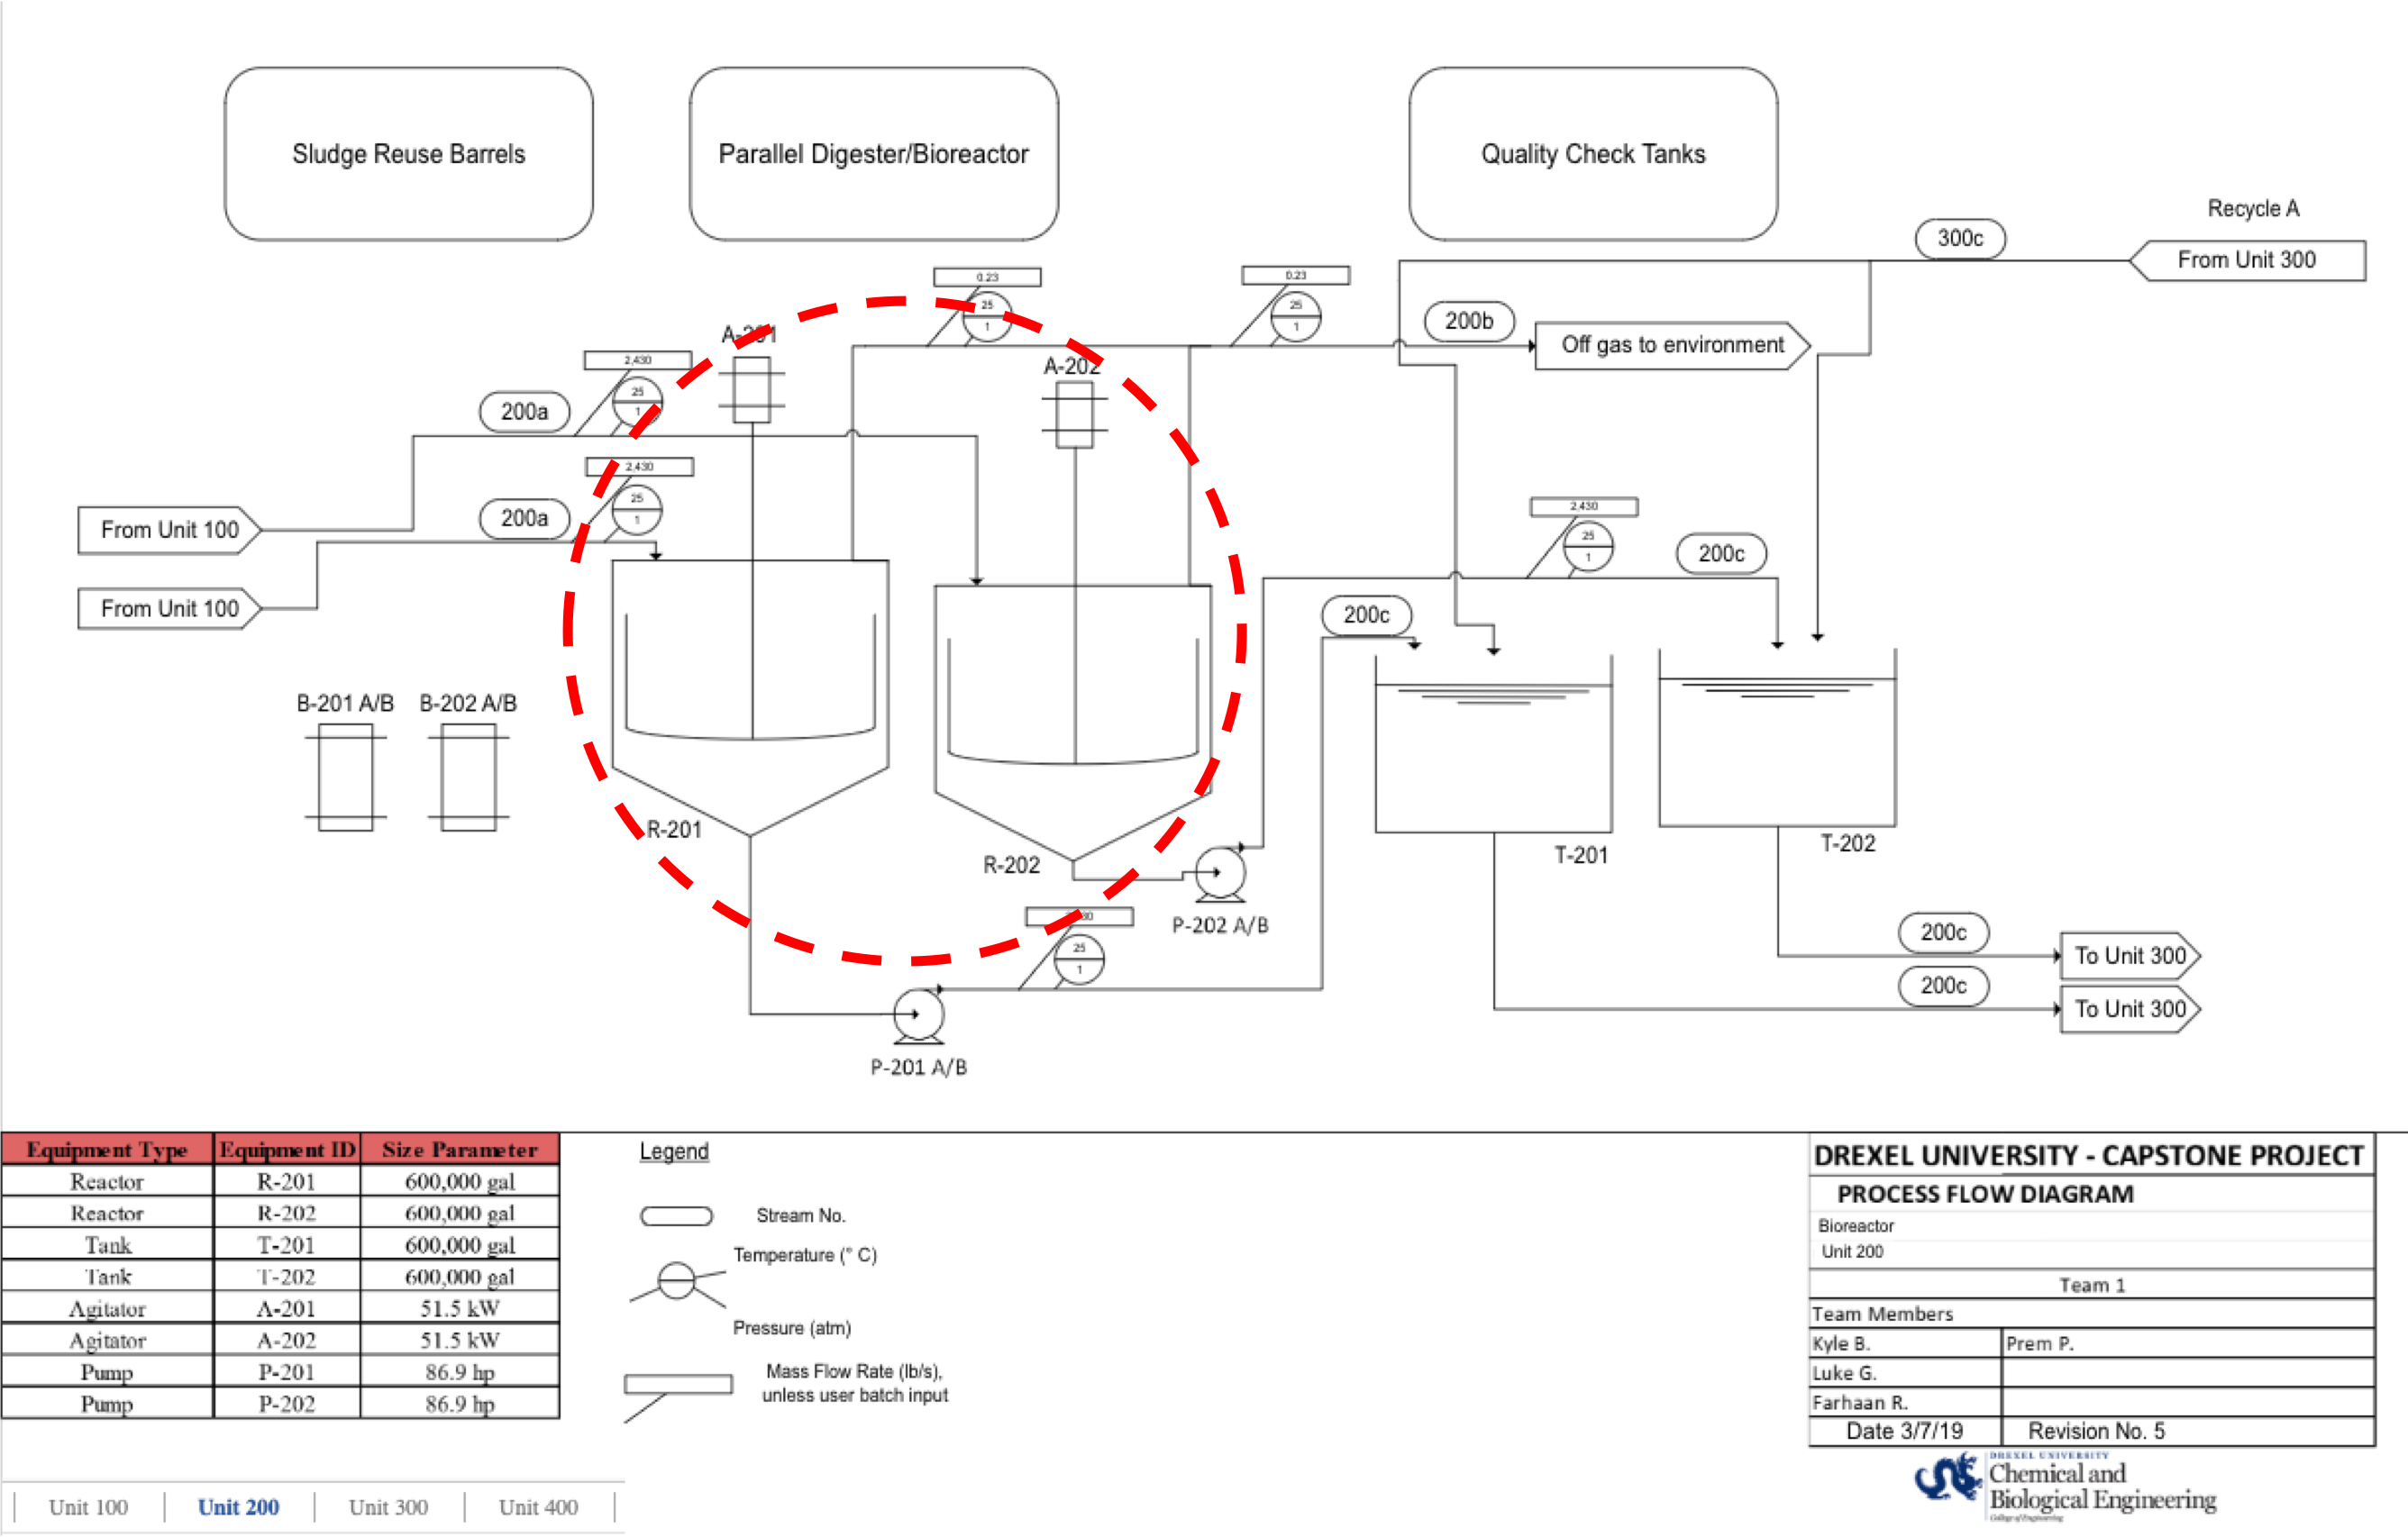 Sludge Reuse Barrels
Parallel Digester/Bioreactor
Quality Check Tanks
Recycle A
300c
From Unit 300
0.23
25
1
0.23
25
1
200b
Off gas to environment
A-201
A-202
2,430
25
1
200a
2,430
25
1
200a
From Unit 100
From Unit 100
2,430
25
1
200c
200c
B-201 A/B
B-202 A/B
R-201
R-202
T-201
T-202
P-202 A/B
25
1
P-201 A/B
200c
To Unit 300
200c
To Unit 300
Equipment Type Equipment ID Size Parameter
Reactor R-201 600,000 gal
Reactor R-202 600,000 gal
Tank T-201 600,000 gal
Tank T-202 600,000 gal
Agitator A-201 51.5 kW
Agitator A-202 51.5 kW
Pump P-201 86.9 hp
Pump P-202 86.9 hp
Legend
Stream No.
Temperature (° C)
Pressure (atm)
Mass Flow Rate (lb/s),
unless user batch input
DREXEL UNIVERSITY - CAPSTONE PROJECT
PROCESS FLOW DIAGRAM
Bioreactor
Unit 200
Team 1
Team Members
Kyle B. Prem P.
Luke G.
Farhaan R.
Date 3/7/19 Revision No. 5
DREXEL UNIVERSITY
Chemical and
Biological Engineering
College of Engineering
Unit 100 Unit 200 Unit 300 Unit 400